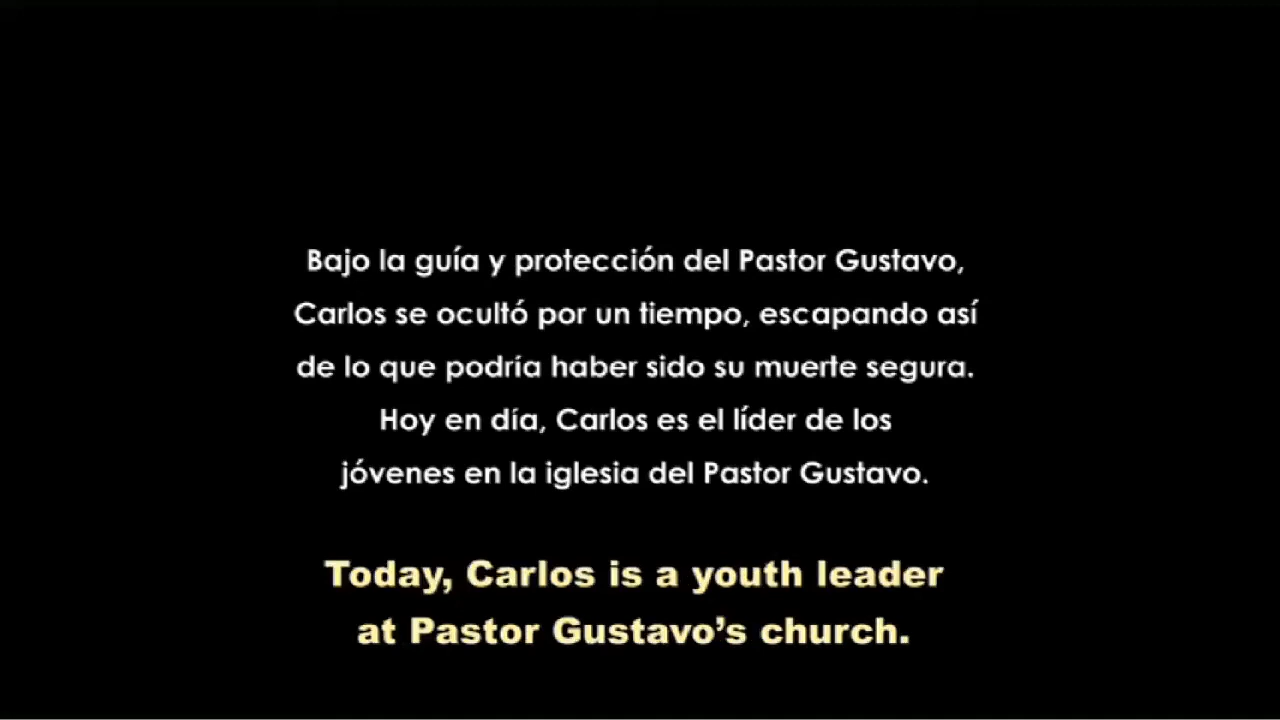 Bajo la guía y protección del Pastor Gustavo,
Carlos se ocultó por un tiempo, escapando así
de lo que podría haber sido su muerte segura.
Hoy en día, Carlos es el líder de los
jóvenes en la iglesia del Pastor Gustavo.
Today, Carlos is a youth leader
at Pastor Gustavo’s church.